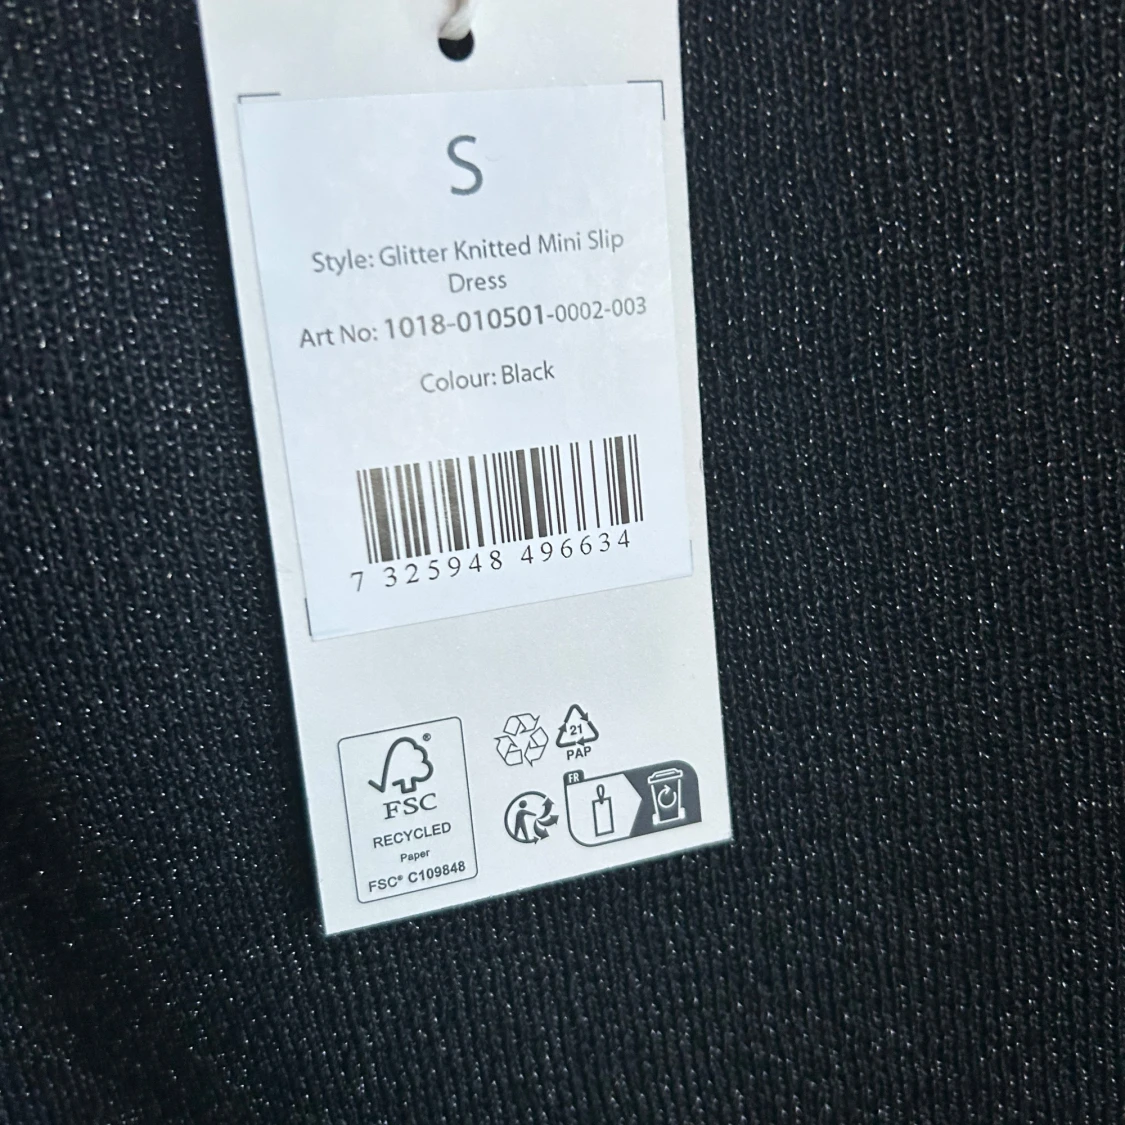 S
Style: Glitter Knitted Mini Slip
Dress
Art No: 1018-010501-0002-003
Colour: Black
7 325948 496634
FSC®
RECYCLED
Paper
FSC® C109848
21
PAP
FR